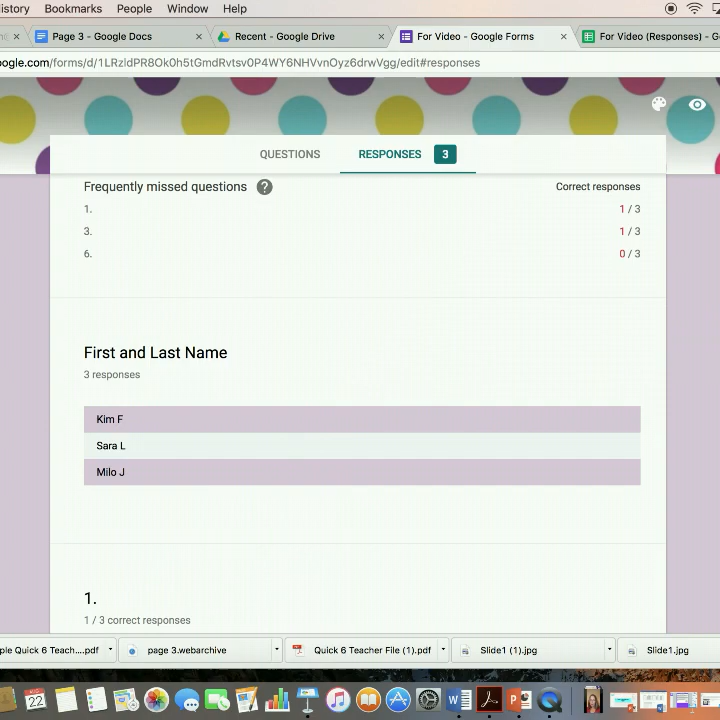 istory Bookmarks People Window Help
Page 3 - Google Docs
Recent - Google Drive
For Video - Google Forms
For Video (Responses) - G
ogle.com/forms/d/1LRzldPR8Ok0h5tGmdRvtsv0P4WY6NHVvnOyz6drwVgg/edit#responses
QUESTIONS RESPONSES 3
Frequently missed questions ? Correct responses
1. 1 / 3
3. 1 / 3
6. 0 / 3
First and Last Name
3 responses
Kim F
Sara L
Milo J
1.
1 / 3 correct responses
ple Quick 6 Teach....pdf page 3.webarchive Quick 6 Teacher File (1).pdf Slide1 (1).jpg Slide1.jpg
22